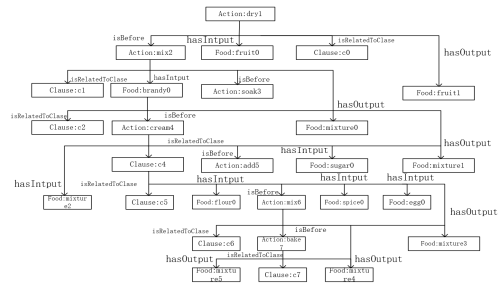 Action:dry1
isBefore
hasIntput
isRelatedToClase
Action:mix2
Food:fruit0
Clause:c0
hasOutput
isRelatedToClase
hasIntput
isBefore
Clause:c1
Food:brandy0
Action:soak3
Food:fruit1
hasOutput
isRelatedToClase
isBefore
Clause:c2
Action:cream4
Food:mixture0
isRelatedToClase
hasIntput
hasOutput
isBefore
Clause:c4
Action:add5
Food:sugar0
Food:mixture1
hasIntput
isRelatedToClase
hasIntput
isBefore
hasIntput
hasIntput
Food:mixtur
e2
Clause:c5
Food:flour0
Action:mix6
Food:spice0
Food:egg0
hasOutput
isRelatedToClase
isBefore
Clause:c6
Action:bake
7
Food:mixture3
hasOutput
isRelatedToClase
hasOutput
Food:mixtu
re5
Clause:c7
Food:mixtu
re4